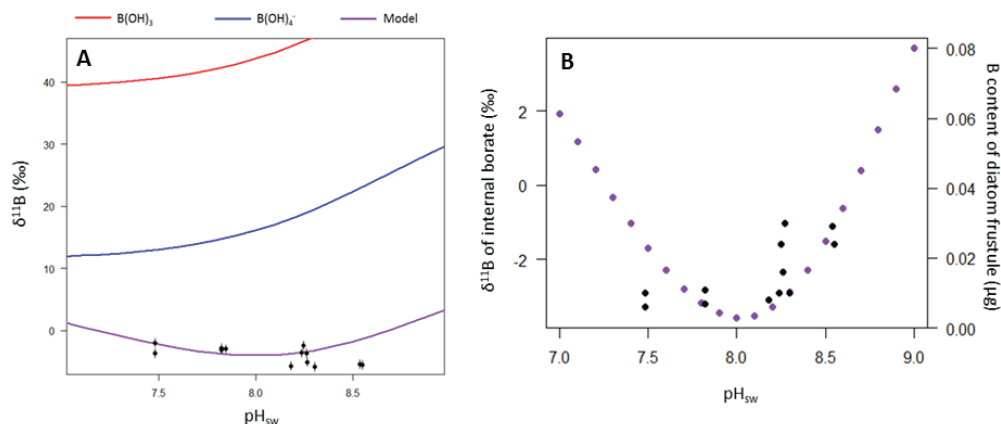 B(OH)₃ B(OH)₄⁻ Model
A
40
30
20
10
0
δ¹¹B (‰)
7.5 8.0 8.5
pHsw
B
2
0
-2
δ¹¹B of internal borate (‰)
0.08
0.06
0.04
0.02
0.00
B content of diatom frustule (µg)
7.0 7.5 8.0 8.5 9.0
pHsw